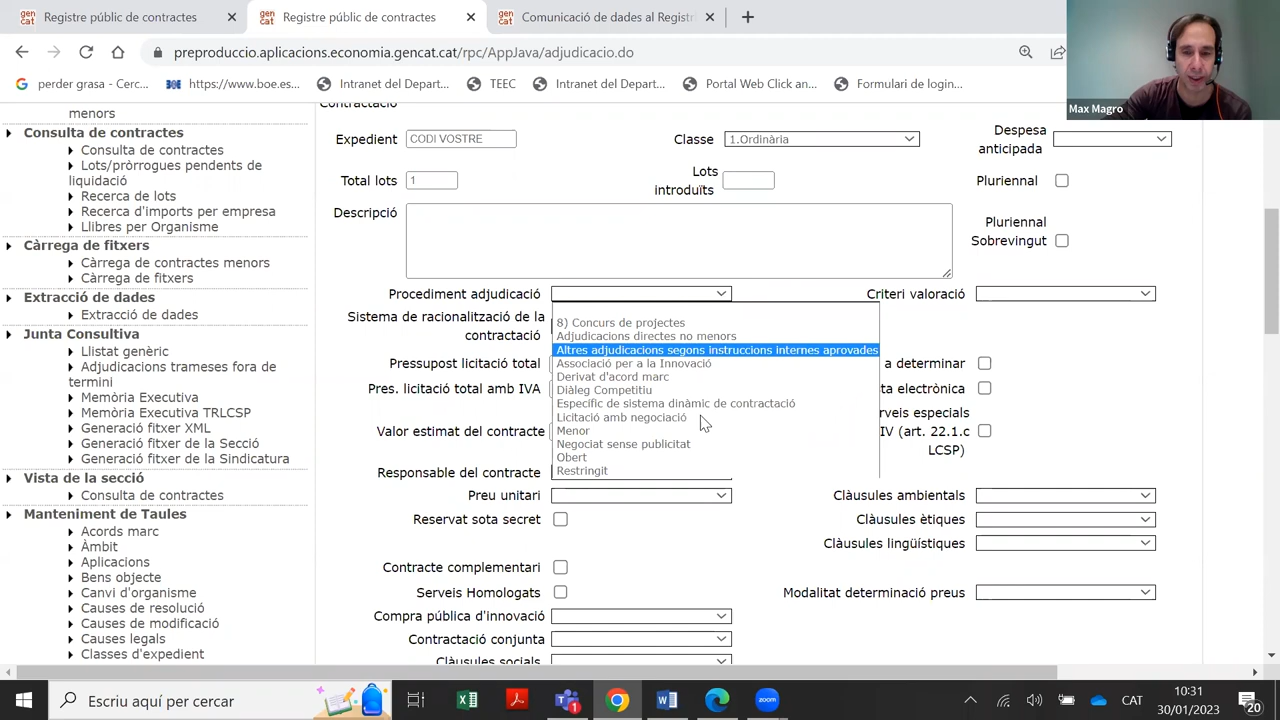 gencat Registre públic de contractes
gencat Registre públic de contractes
gencat Comunicació de dades al Registr
preproduccio.aplicacions.economia.gencat.cat/rpc/AppJava/adjudicacio.do
perder grasa - Cerc...
https://www.boe.es...
Intranet del Depart...
TEEC
Intranet del Depart...
Portal Web Click an...
Formulari de login...
Max Magro
menors
Consulta de contractes
Consulta de contractes
Lots/pròrrogues pendents de
liquidació
Recerca de lots
Recerca d'imports per empresa
Llibres per Organisme
Càrrega de fitxers
Càrrega de contractes menors
Càrrega de fitxers
Extracció de dades
Extracció de dades
Junta Consultiva
Llistat genèric
Adjudicacions trameses fora de
termini
Memòria Executiva
Memòria Executiva TRLCSP
Generació fitxer XML
Generació fitxer de la Secció
Generació fitxer de la Sindicatura
Vista de la secció
Consulta de contractes
Manteniment de Taules
Acords marc
Àmbit
Aplicacions
Bens objecte
Canvi d'organisme
Causes de resolució
Causes de modificació
Causes legals
Classes d'expedient
Contractació
Expedient CODI VOSTRE
Classe 1.Ordinària
Despesa
anticipada
Total lots 1
Lots
introduïts
Pluriennal
Descripció
Pluriennal
Sobrevingut
Procediment adjudicació
Criteri valoració
Sistema de racionalització de la
contractació
8) Concurs de projectes
Adjudicacions directes no menors
Altres adjudicacions segons instruccions internes aprovades
Associació per a la Innovació
Derivat d'acord marc
Diàleg Competitiu
Específic de sistema dinàmic de contractació
Licitació amb negociació
Menor
Negociat sense publicitat
Obert
Restringit
Pressupost licitació total
a determinar
Pres. licitació total amb IVA
ta electrònica
Valor estimat del contracte
rveis especials
IV (art. 22.1.c
LCSP)
Responsable del contracte
Preu unitari
Clàusules ambientals
Reservat sota secret
Clàusules ètiques
Clàusules lingüístiques
Contracte complementari
Serveis Homologats
Modalitat determinació preus
Compra pública d'innovació
Contractació conjunta
Clàusules socials
Escriu aquí per cercar
1
zoom
CAT
10:31
30/01/2023
20